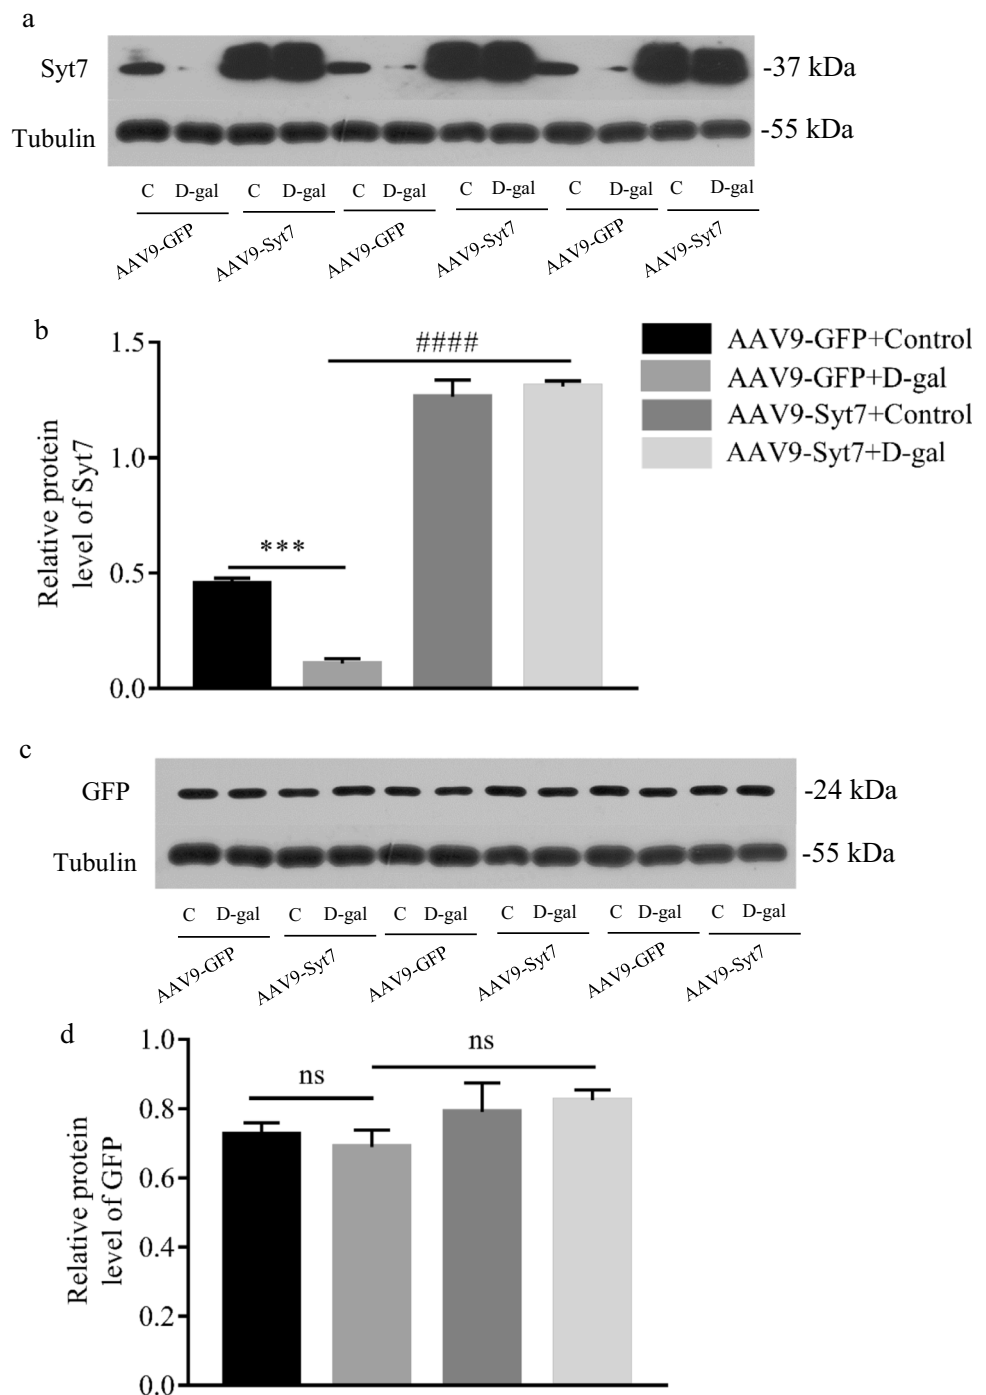 a
Syt7
-37 kDa
Tubulin
-55 kDa
C D-gal C D-gal C D-gal C D-gal C D-gal C D-gal
AAV9-GFP AAV9-Syt7 AAV9-GFP AAV9-Syt7 AAV9-GFP AAV9-Syt7
b
Relative protein
level of Syt7
1.5
1.0
0.5
0.0
***
####
AAV9-GFP+Control
AAV9-GFP+D-gal
AAV9-Syt7+Control
AAV9-Syt7+D-gal
c
GFP
-24 kDa
Tubulin
-55 kDa
C D-gal C D-gal C D-gal C D-gal C D-gal C D-gal
AAV9-GFP AAV9-Syt7 AAV9-GFP AAV9-Syt7 AAV9-GFP AAV9-Syt7
d
Relative protein
level of GFP
1.0
0.8
0.6
0.4
0.2
0.0
ns
ns